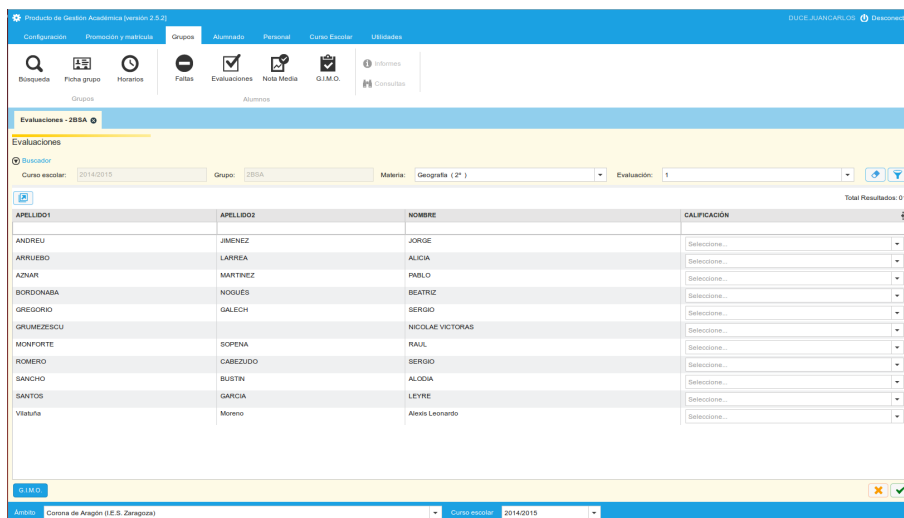 Producto de Gestión Académica [versión 2.5.2] DUCE,JUANCARLOS Desconect
Configuración Promoción y matrícula Grupos Alumnado Personal Curso Escolar Utilidades
Búsqueda Ficha grupo Horarios Faltas Evaluaciones Nota Media G.I.M.O. Informes
Consultas
Grupos Alumnos
Evaluaciones - 2BSA
Evaluaciones
Buscador
Curso escolar: 2014/2015 Grupo: 2BSA Materia: Geografía ( 2º ) Evaluación: 1
Total Resultados: 0
APELLIDO1 APELLIDO2 NOMBRE CALIFICACIÓN
ANDREU JIMENEZ JORGE Seleccione...
ARRUEBO LARREA ALICIA Seleccione...
AZNAR MARTINEZ PABLO Seleccione...
BORDONABA NOGUÉS BEATRIZ Seleccione...
GREGORIO GALECH SERGIO Seleccione...
GRUMEZESCU NICOLAE VICTORAS Seleccione...
MONFORTE SOPENA RAUL Seleccione...
ROMERO CABEZUDO SERGIO Seleccione...
SANCHO BUSTIN ALODIA Seleccione...
SANTOS GARCIA LEYRE Seleccione...
Vilatuña Moreno Alexis Leonardo Seleccione...
G.I.M.O.
Ámbito Corona de Aragón (I.E.S. Zaragoza) Curso escolar 2014/2015